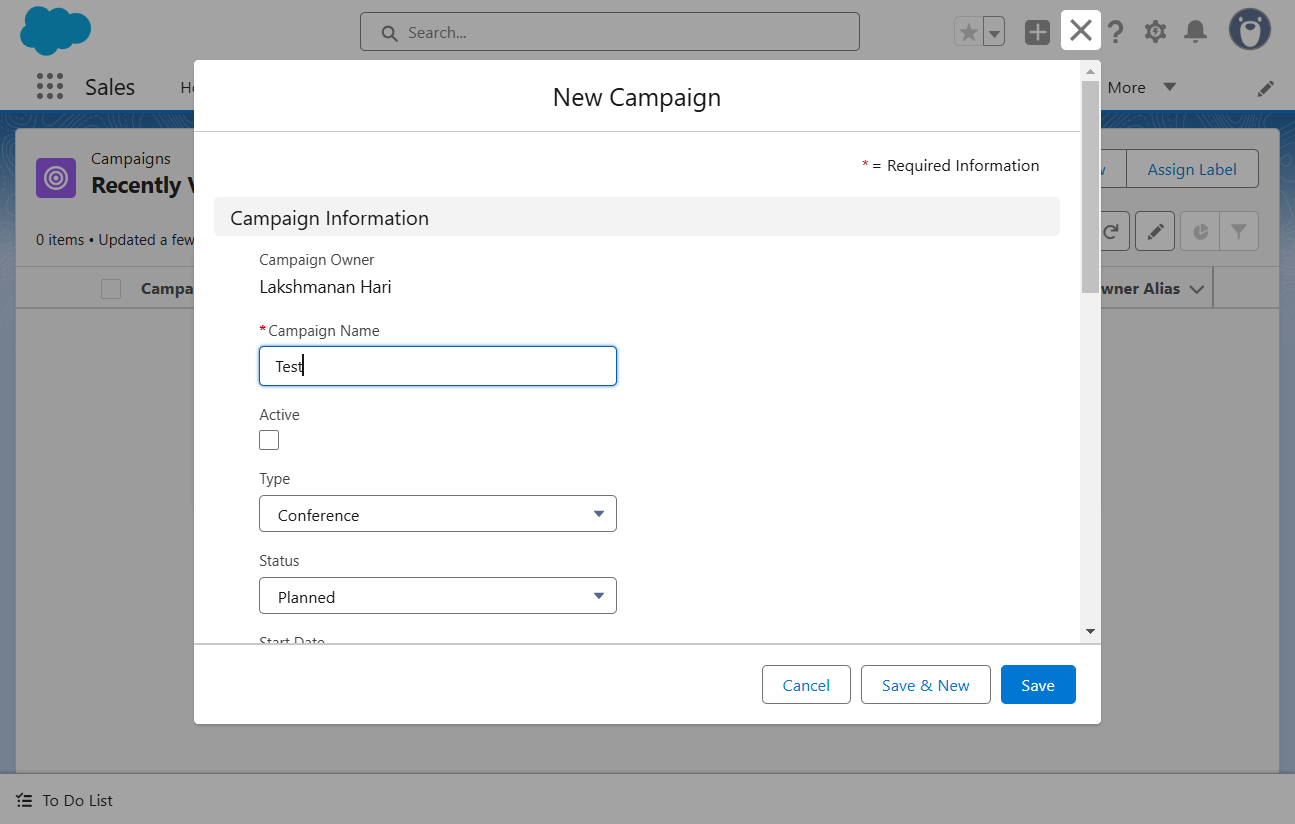 Search...
Sales
More
New Campaign
* = Required Information
Campaigns
Recently
Assign Label
0 items • Updated a few
Campaign Information
Campaign Owner
Lakshmanan Hari
Campa
wner Alias
*Campaign Name
Test
Active
Type
Conference
Status
Planned
Start Date
Cancel
Save & New
Save
To Do List